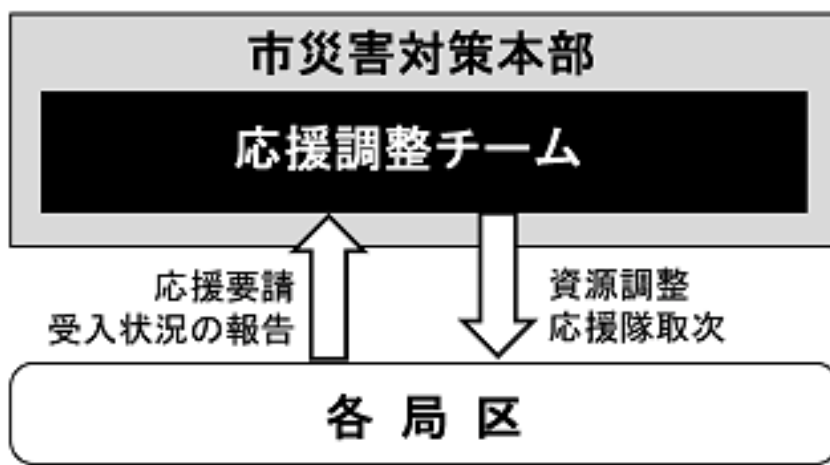 市災害対策本部
応援調整チーム
応援要請
受入状況の報告
資源調整
応援隊取次
各局区